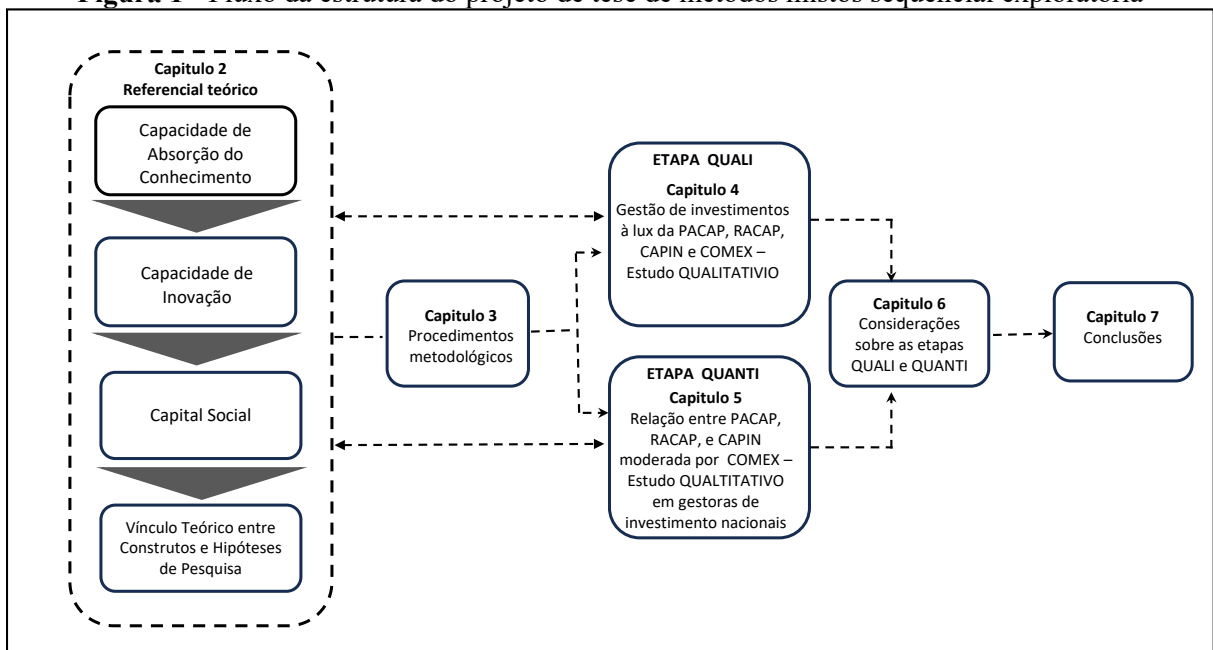 Figura 1 - Fluxo da estrutura do projeto de tese de métodos mistos sequencial exploratória
Capitulo 2
Referencial teórico
Capacidade de
Absorção do
Conhecimento
Capacidade de
Inovação
Capital Social
Vínculo Teórico entre
Construtos e Hipóteses
de Pesquisa
Capitulo 3
Procedimentos
metodológicos
ETAPA QUALI
Capitulo 4
Gestão de investimentos
à lux da PACAP, RACAP,
CAPIN e COMEX –
Estudo QUALITATIVIO
ETAPA QUANTI
Capitulo 5
Relação entre PACAP,
RACAP, e CAPIN
moderada por COMEX –
Estudo QUALTITATIVO
em gestoras de
investimento nacionais
Capitulo 6
Considerações
sobre as etapas
QUALI e QUANTI
Capitulo 7
Conclusões